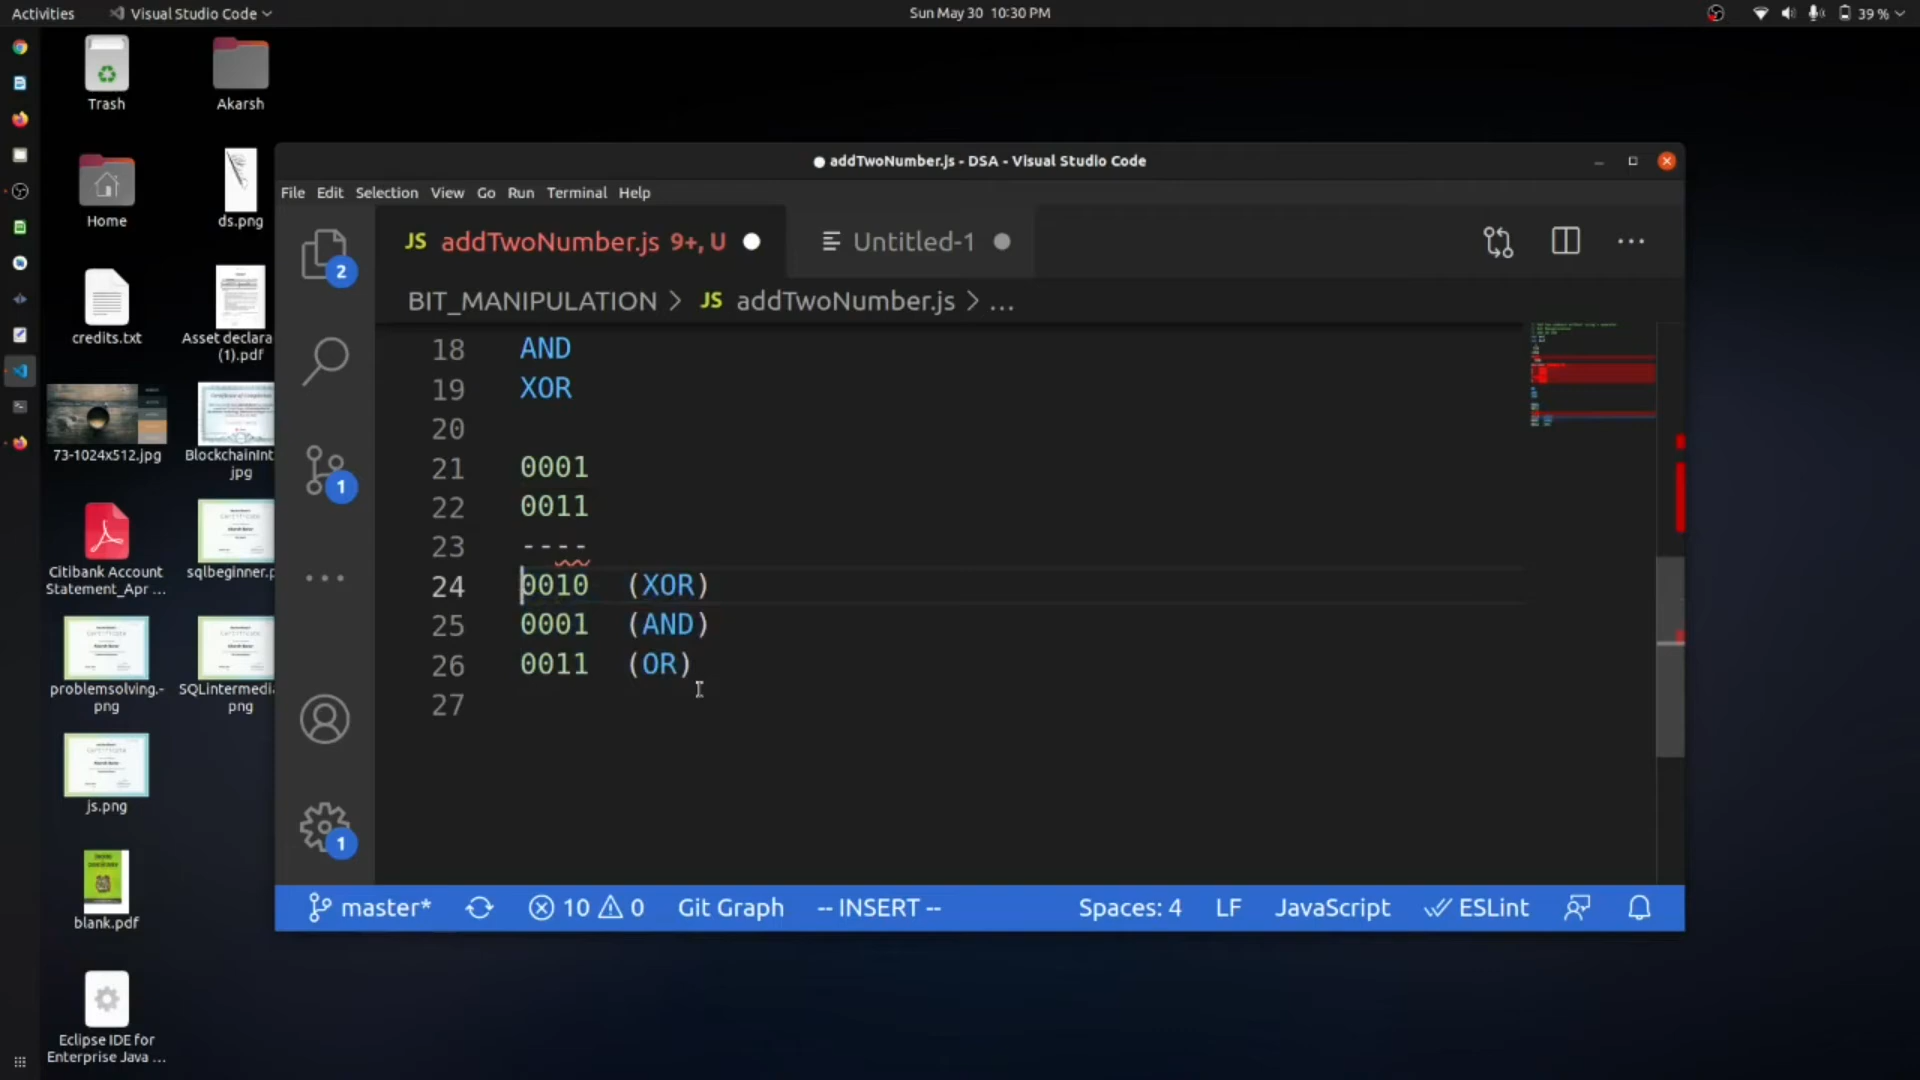 Activities
Visual Studio Code
Sun May 30 10:30 PM
39 %
Trash
Akarsh
Home
ds.png
credits.txt
Asset declara
(1).pdf
73-1024x512.jpg
BlockchainInt
jpg
Citibank Account
Statement_Apr ...
sqlbeginner.p
problemsolving.-
png
SQLintermedi
png
js.png
blank.pdf
Eclipse IDE for
Enterprise Java ...
● addTwoNumber.js - DSA - Visual Studio Code
File Edit Selection View Go Run Terminal Help
JS addTwoNumber.js 9+, U
Untitled-1
BIT_MANIPULATION > JS addTwoNumber.js > ...
2
1
1
18 AND
19 XOR
20
21 0001
22 0011
23 ----
24 0010 (XOR)
25 0001 (AND)
26 0011 (OR)
27
master* 10 0 Git Graph -- INSERT -- Spaces: 4 LF JavaScript ESLint